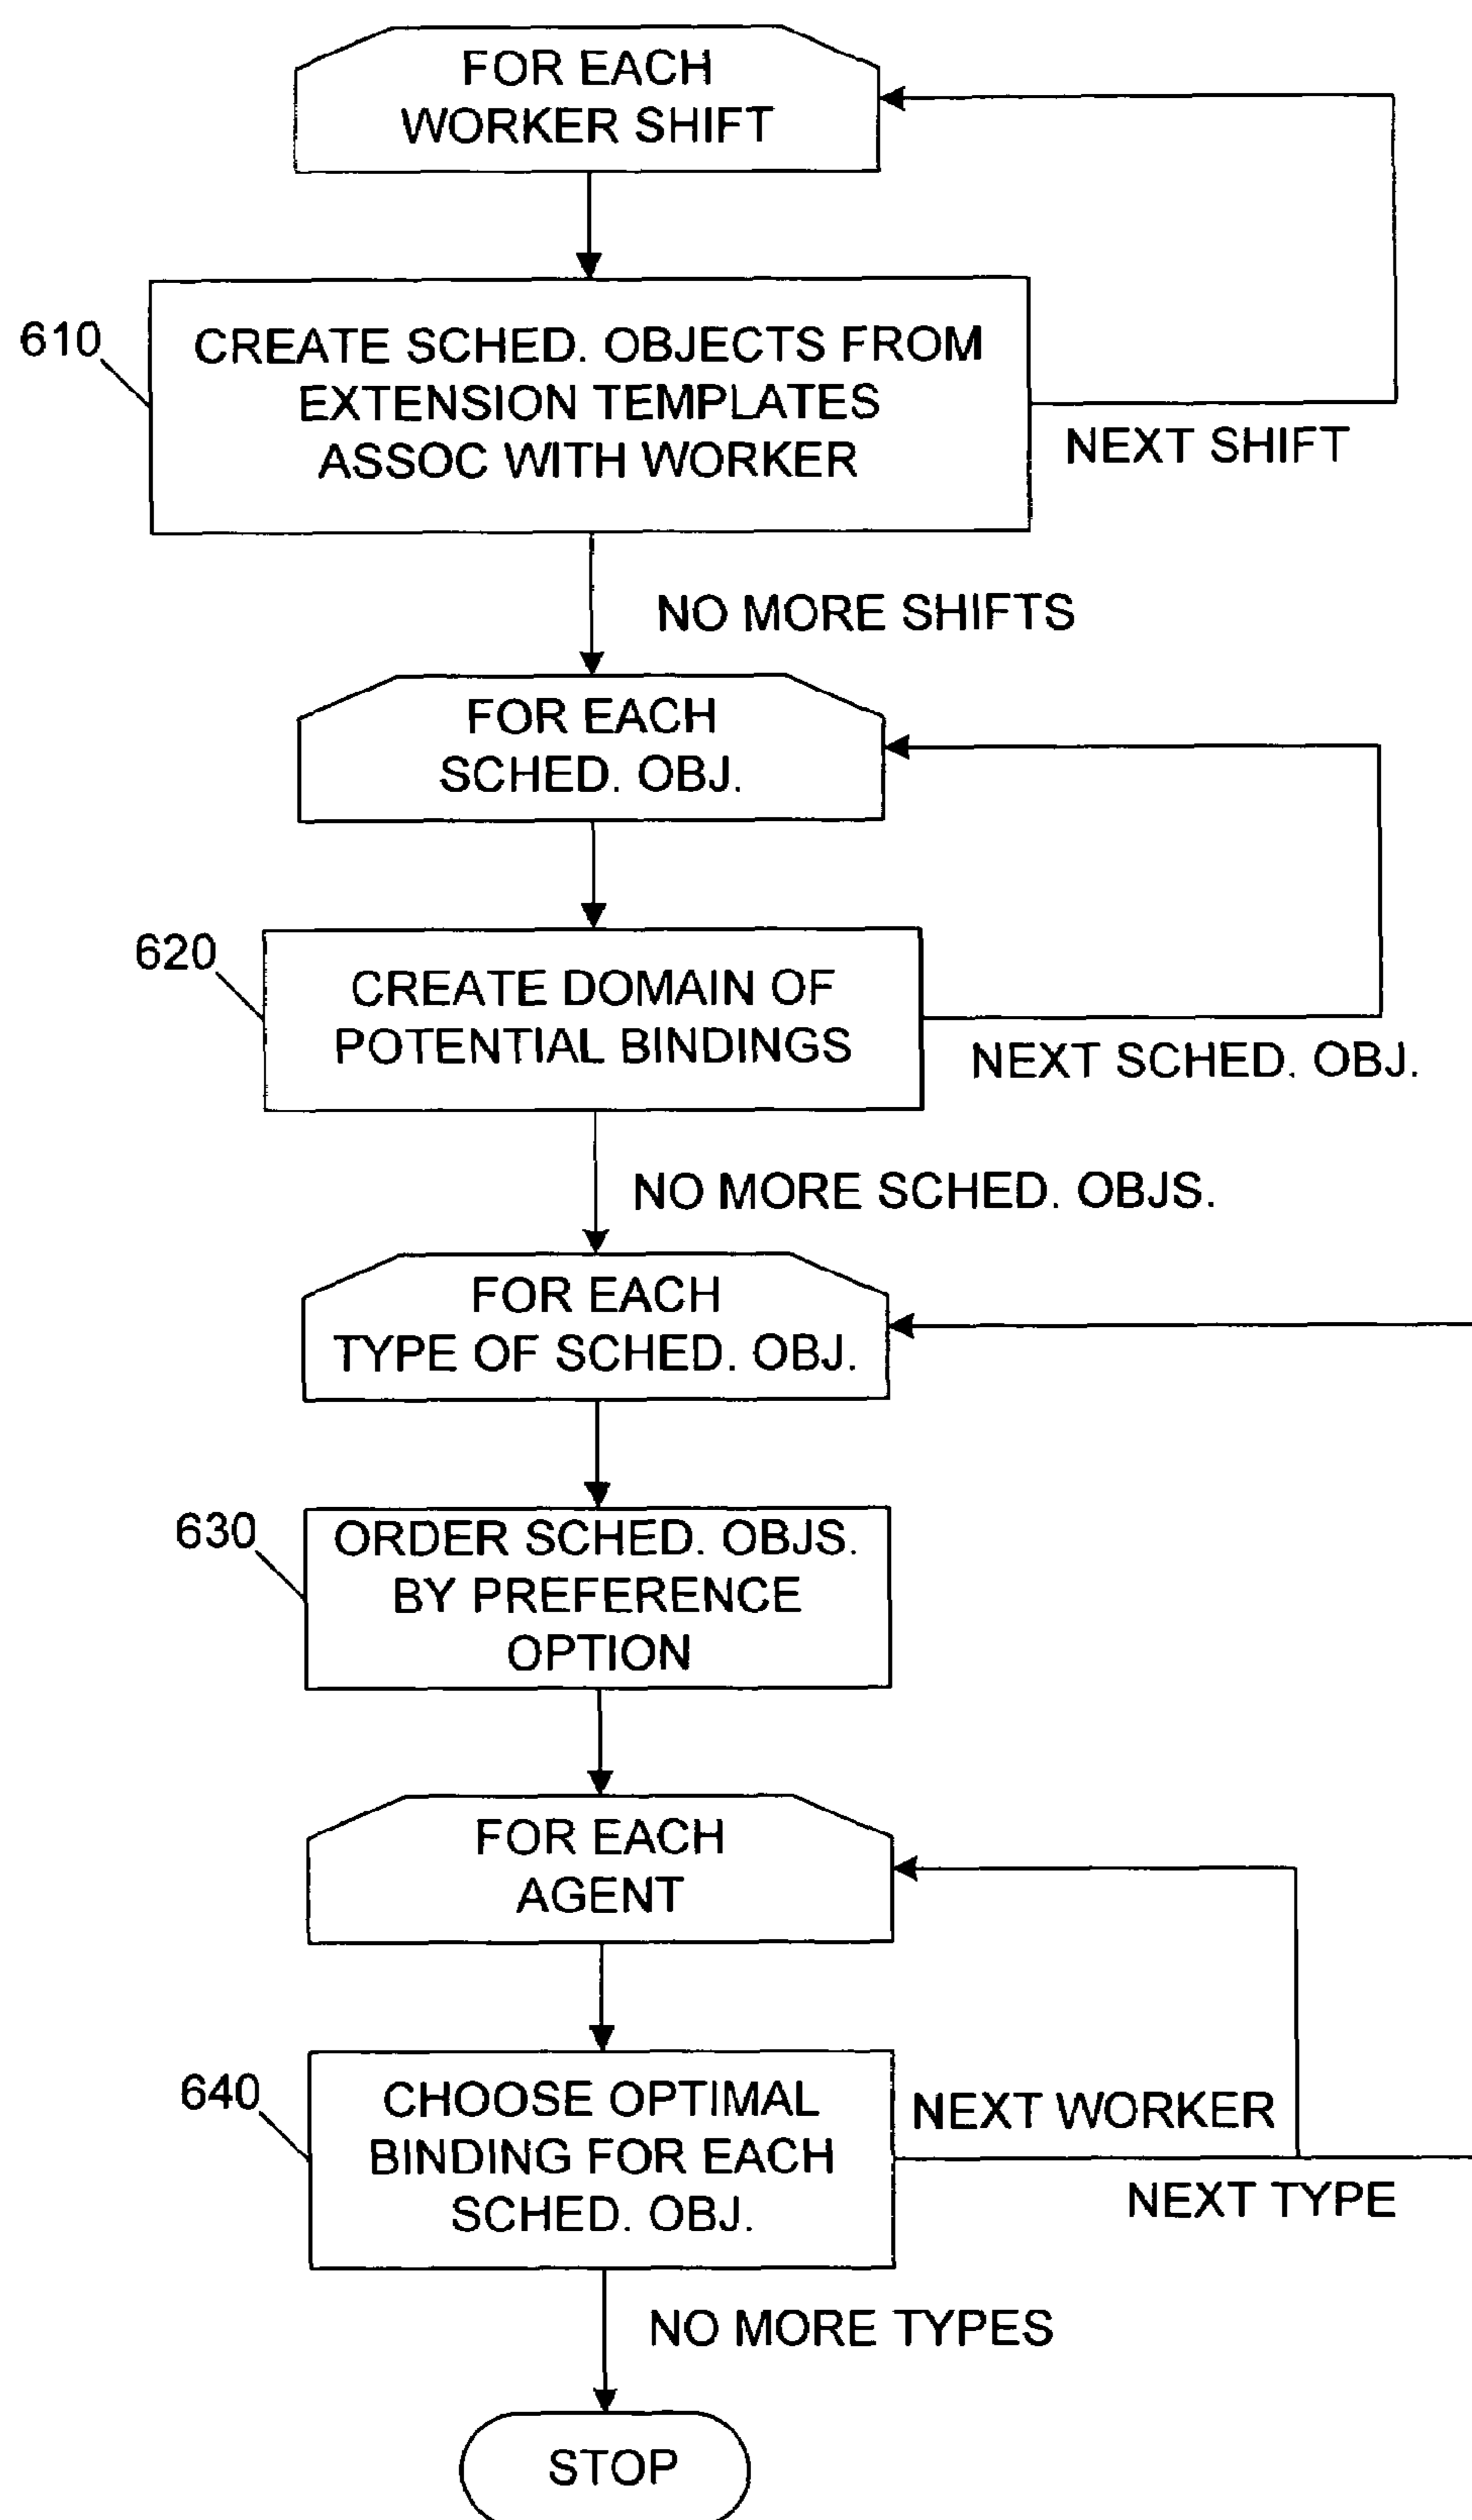 FOR EACH
WORKER SHIFT
610
CREATE SCHED. OBJECTS FROM
EXTENSION TEMPLATES
ASSOC WITH WORKER
NEXT SHIFT
NO MORE SHIFTS
FOR EACH
SCHED. OBJ.
620
CREATE DOMAIN OF
POTENTIAL BINDINGS
NEXT SCHED. OBJ.
NO MORE SCHED. OBJS.
FOR EACH
TYPE OF SCHED. OBJ.
630
ORDER SCHED. OBJS.
BY PREFERENCE
OPTION
FOR EACH
AGENT
640
CHOOSE OPTIMAL
BINDING FOR EACH
SCHED. OBJ.
NEXT WORKER
NEXT TYPE
NO MORE TYPES
STOP